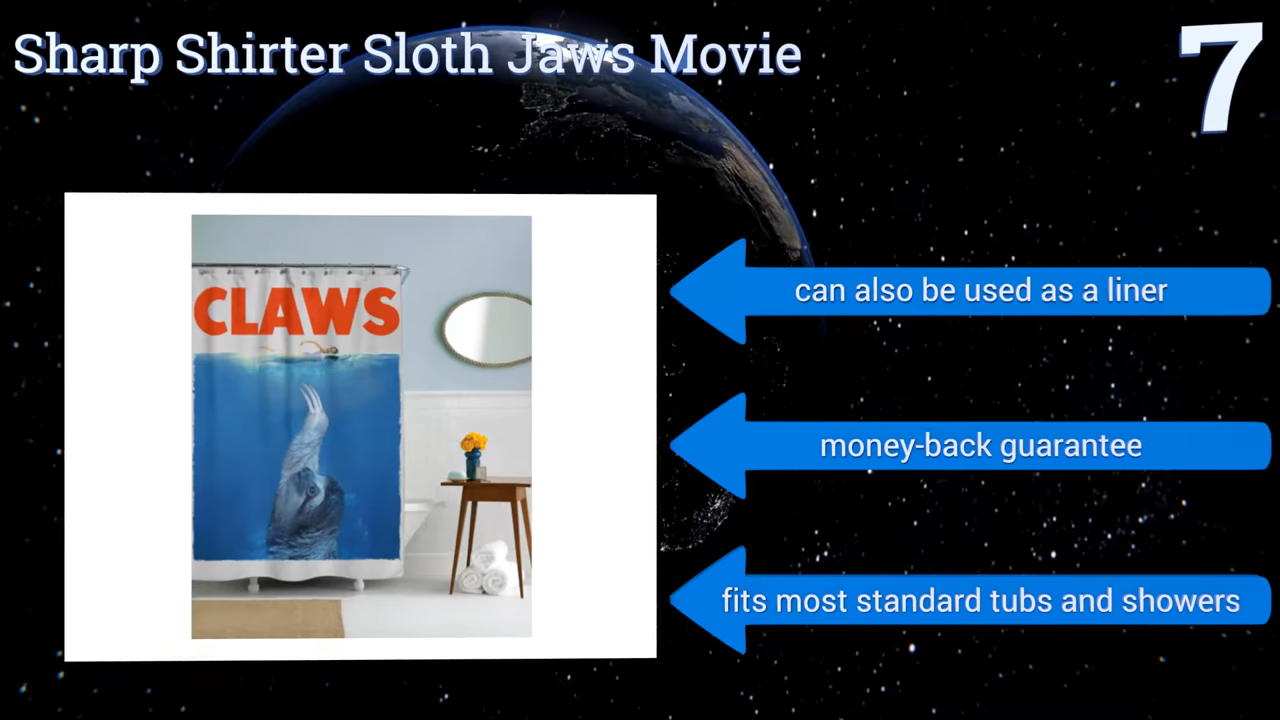 Sharp Shirter Sloth Jaws Movie
7
CLAWS
can also be used as a liner
money-back guarantee
fits most standard tubs and showers